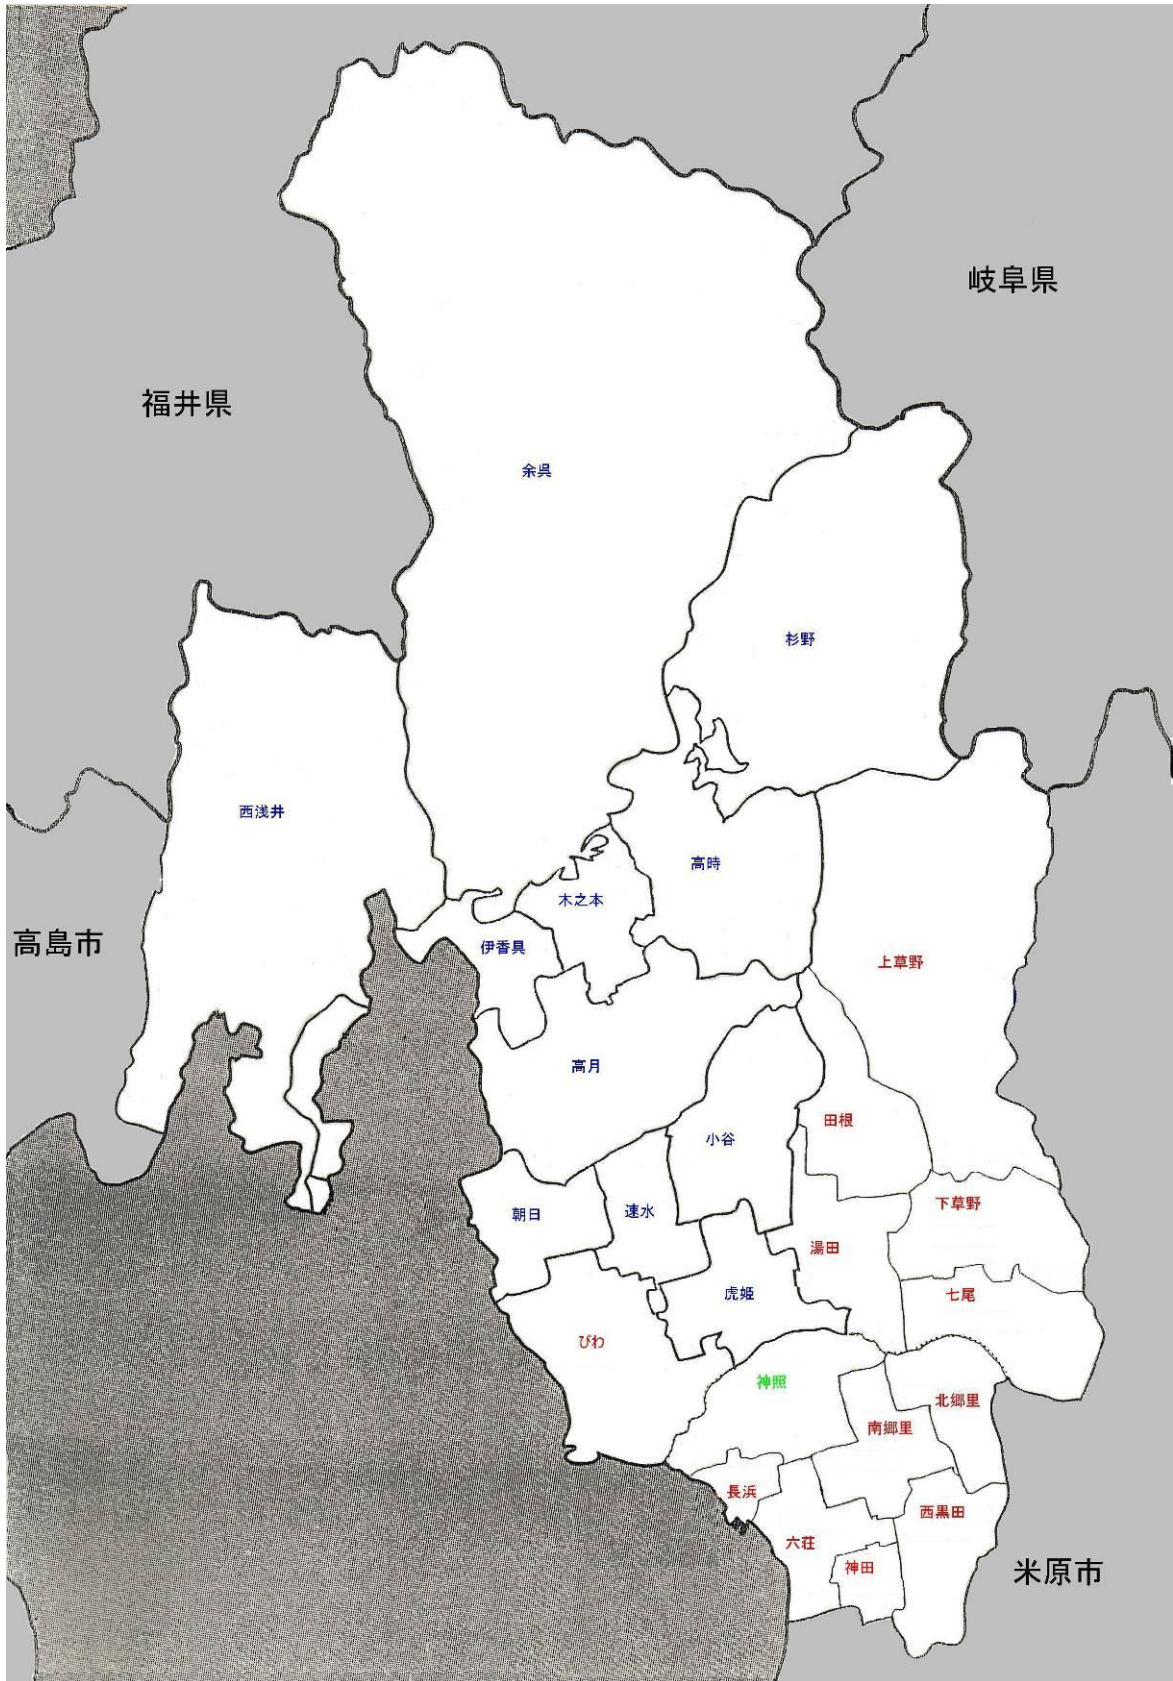 岐阜県
福井県
余呉
杉野
西浅井
高時
木之本
高島市
伊香具
上草野
高月
田根
小谷
下草野
朝日
速水
湯田
虎姫
七尾
びわ
神照
北郷里
南郷里
長浜
西黒田
六荘
神田
米原市